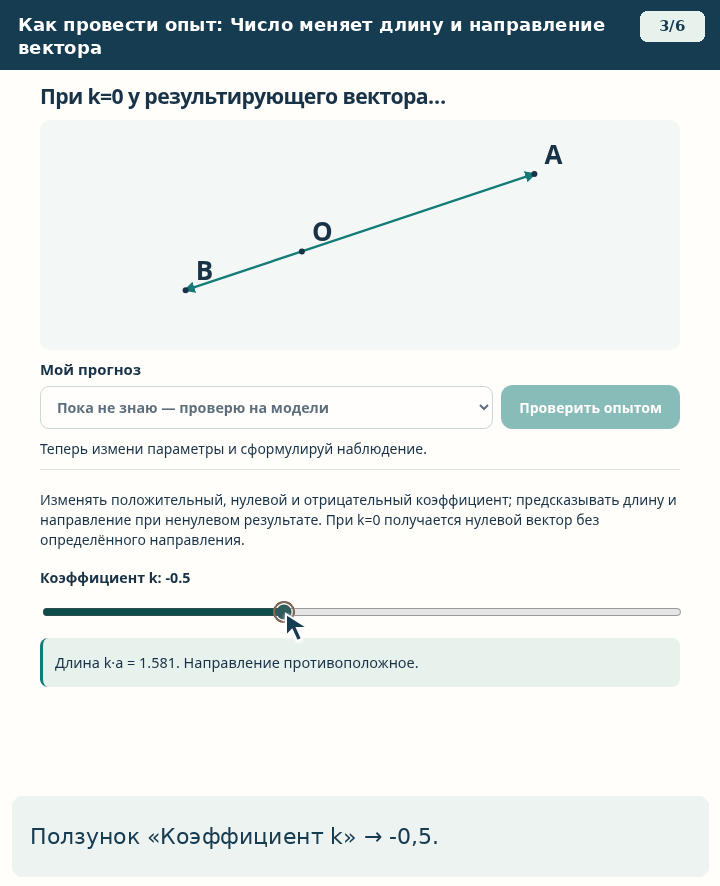 Как провести опыт: Число меняет длину и направление
вектора
3/6
При k=0 у результирующего вектора…
A
O
B
Мой прогноз
Пока не знаю — проверю на модели
Проверить опытом
Теперь измени параметры и сформулируй наблюдение.
Изменять положительный, нулевой и отрицательный коэффициент; предсказывать длину и
направление при ненулевом результате. При k=0 получается нулевой вектор без
определённого направления.
Коэффициент k: -0.5
Длина k·a = 1.581. Направление противоположное.
Ползунок «Коэффициент k» → -0,5.